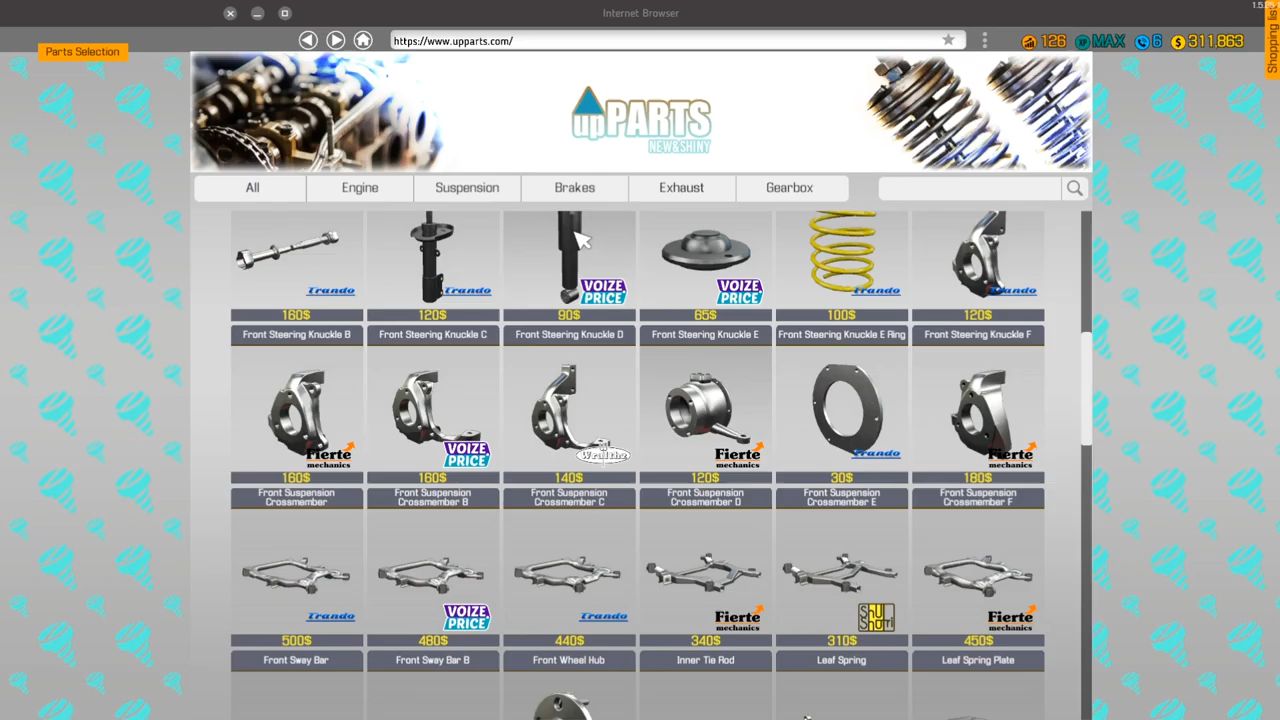 Internet Browser
1.5.
Parts Selection
https://www.upparts.com/
126
XP MAX
6
$ 311,863
Shopping list
upPARTS
NEW&SHINY
All
Engine
Suspension
Brakes
Exhaust
Gearbox
Trando
Trando
VOIZE
PRICE
VOIZE
PRICE
Trando
Trando
160$
120$
90$
65$
100$
120$
Front Steering Knuckle B
Front Steering Knuckle C
Front Steering Knuckle D
Front Steering Knuckle E
Front Steering Knuckle E Ring
Front Steering Knuckle F
Fierte
mechanics
VOIZE
PRICE
Wraithe
Fierte
mechanics
Trando
Fierte
mechanics
160$
160$
140$
120$
30$
180$
Front Suspension
Crossmember
Front Suspension
Crossmember B
Front Suspension
Crossmember C
Front Suspension
Crossmember D
Front Suspension
Crossmember E
Front Suspension
Crossmember F
Trando
VOIZE
PRICE
Trando
Fierte
mechanics
Shul
Shurri
Fierte
mechanics
500$
480$
440$
340$
310$
450$
Front Sway Bar
Front Sway Bar B
Front Wheel Hub
Inner Tie Rod
Leaf Spring
Leaf Spring Plate